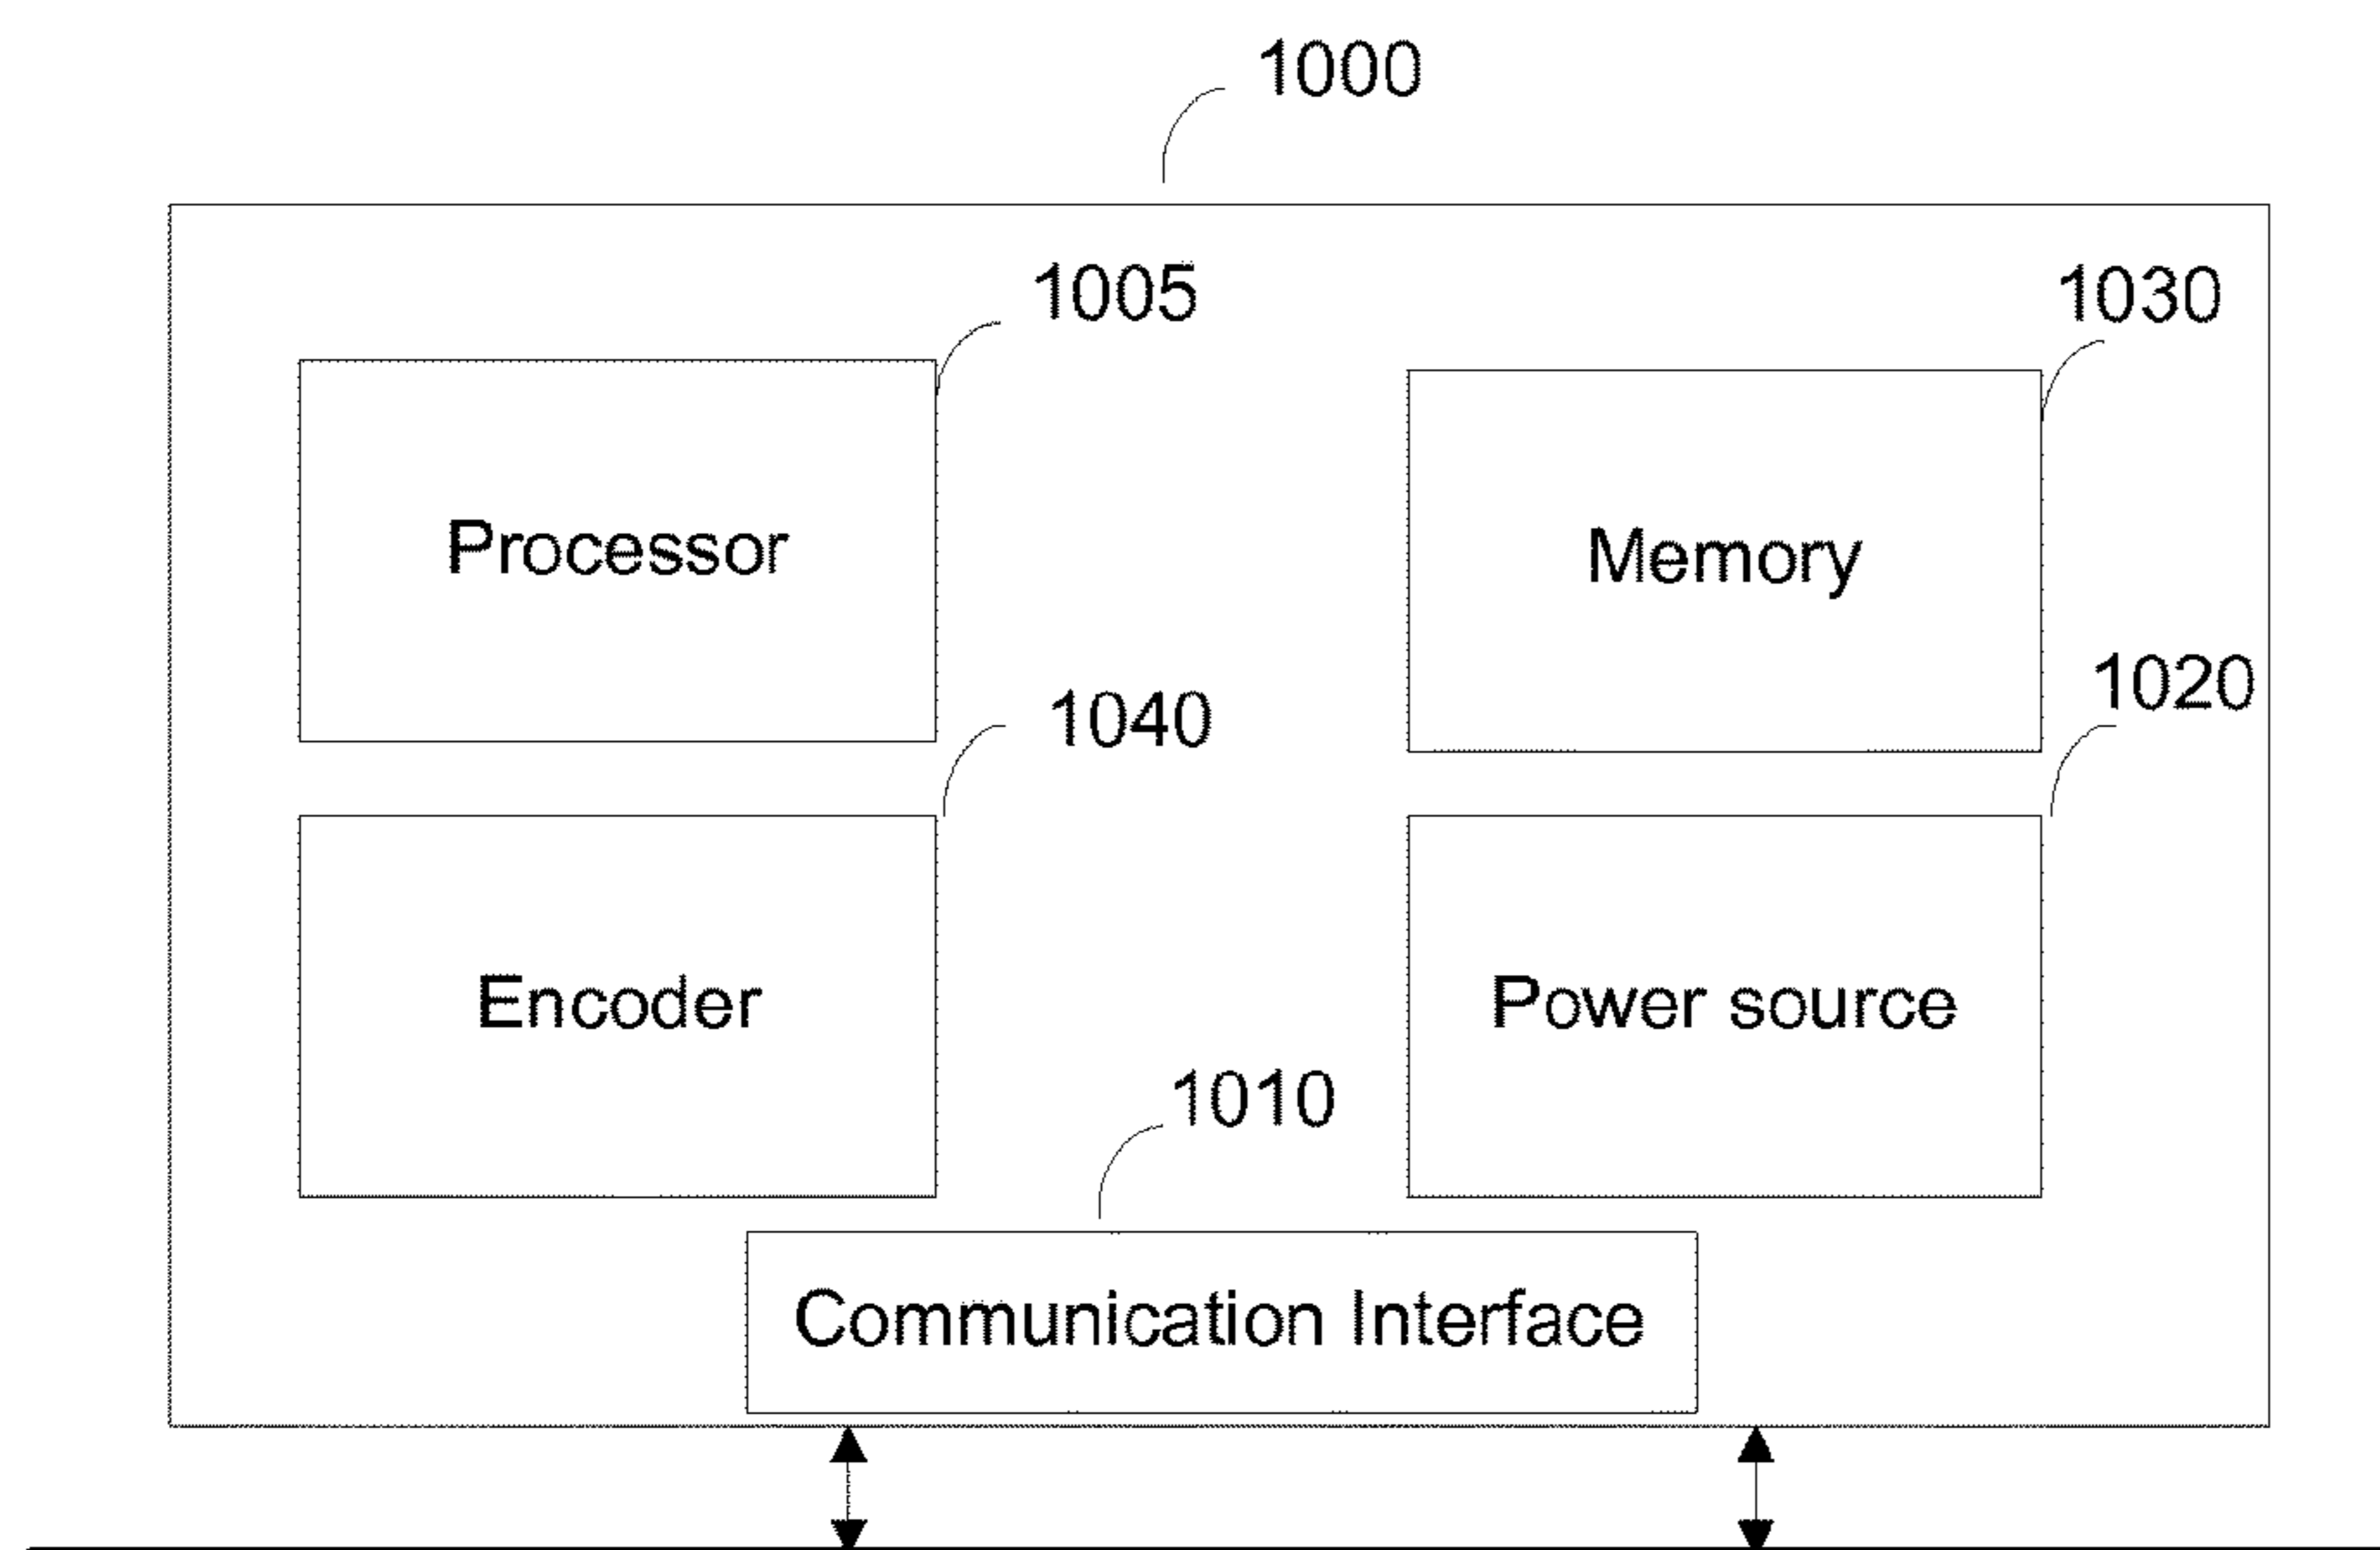 1000
1005
1030
Processor
Memory
1040
1020
Encoder
Power source
1010
Communication Interface